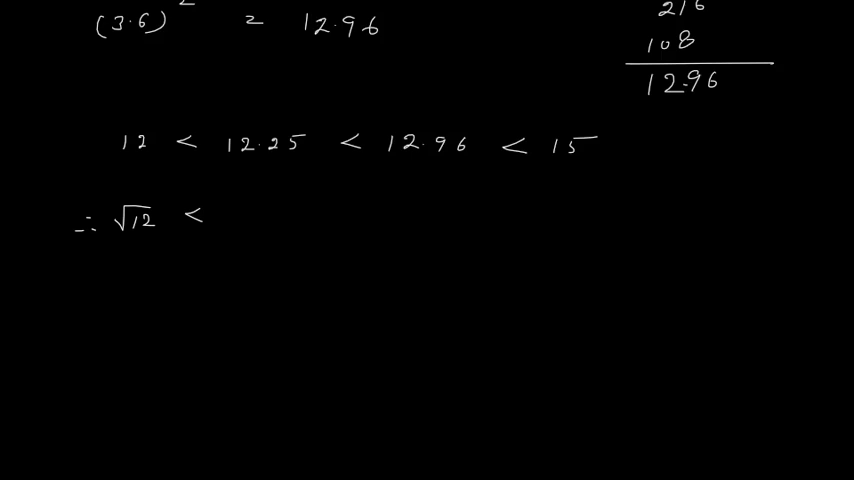 (3.6)² = 12.96
216
108
12.96
12 < 12.25 < 12.96 < 15
∴ √12 <